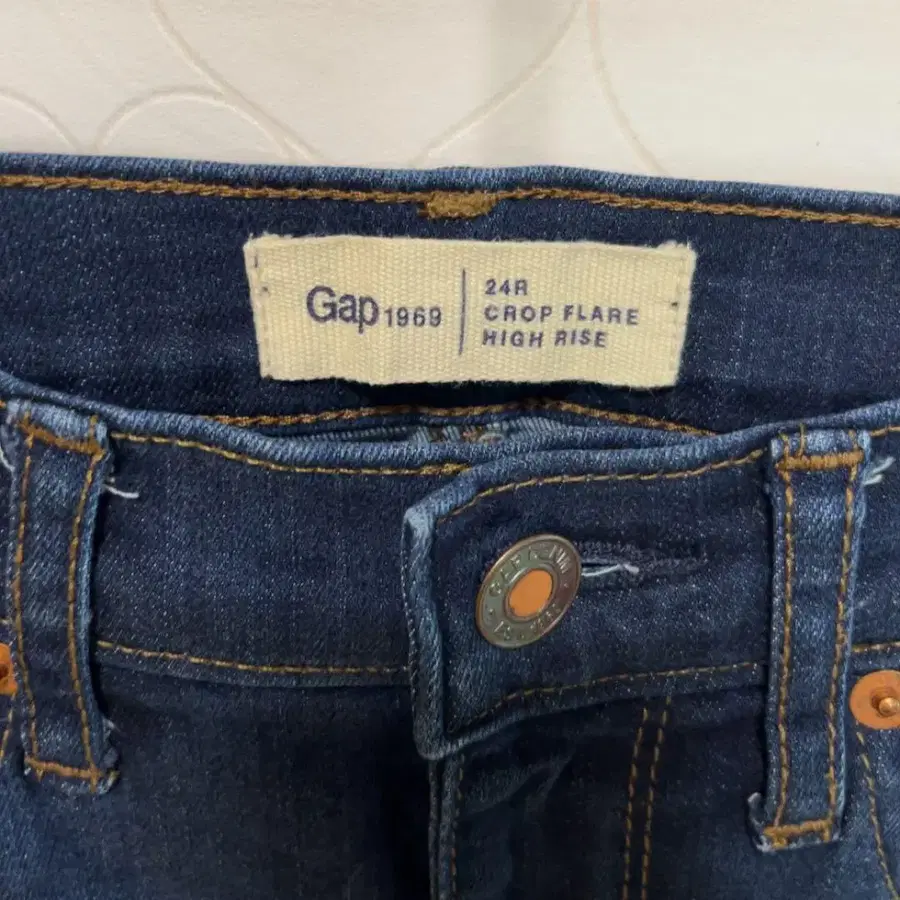 Gap 1969
24R
CROP FLARE
HIGH RISE